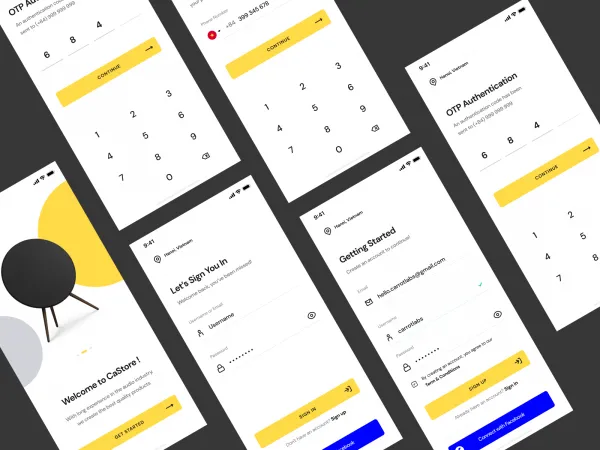 OTP Authentication
An authentication code has been
sent to (+84) 999 999 999
6 8 4
CONTINUE
1 2 3
4 5 6
7 8 9
0
Phone Number
+84 399 545 678
CONTINUE
1 2 3
4 5 6
7 8 9
0
9:41
Hanoi, Vietnam
OTP Authentication
An authentication code has been
sent to (+84) 999 999 999
6 8 4
CONTINUE
1 2
4 5
7 8
Welcome to CaStore !
With long experience in the audio industry,
we create the best quality products
GET STARTED
9:41
Hanoi, Vietnam
Let's Sign You In
Welcome back, you've been missed!
Username or Email
Username
Password
SIGN IN
Don't have an account? Sign up
Facebook
9:41
Hanoi, Vietnam
Getting Started
Create an account to continue!
Email
hello.carrotlabs@gmail.com
Username
carrotlabs
Password
By creating an account, you agree to our
Term & Conditions
SIGN UP
Already have an account? Sign in
Connect with Facebook